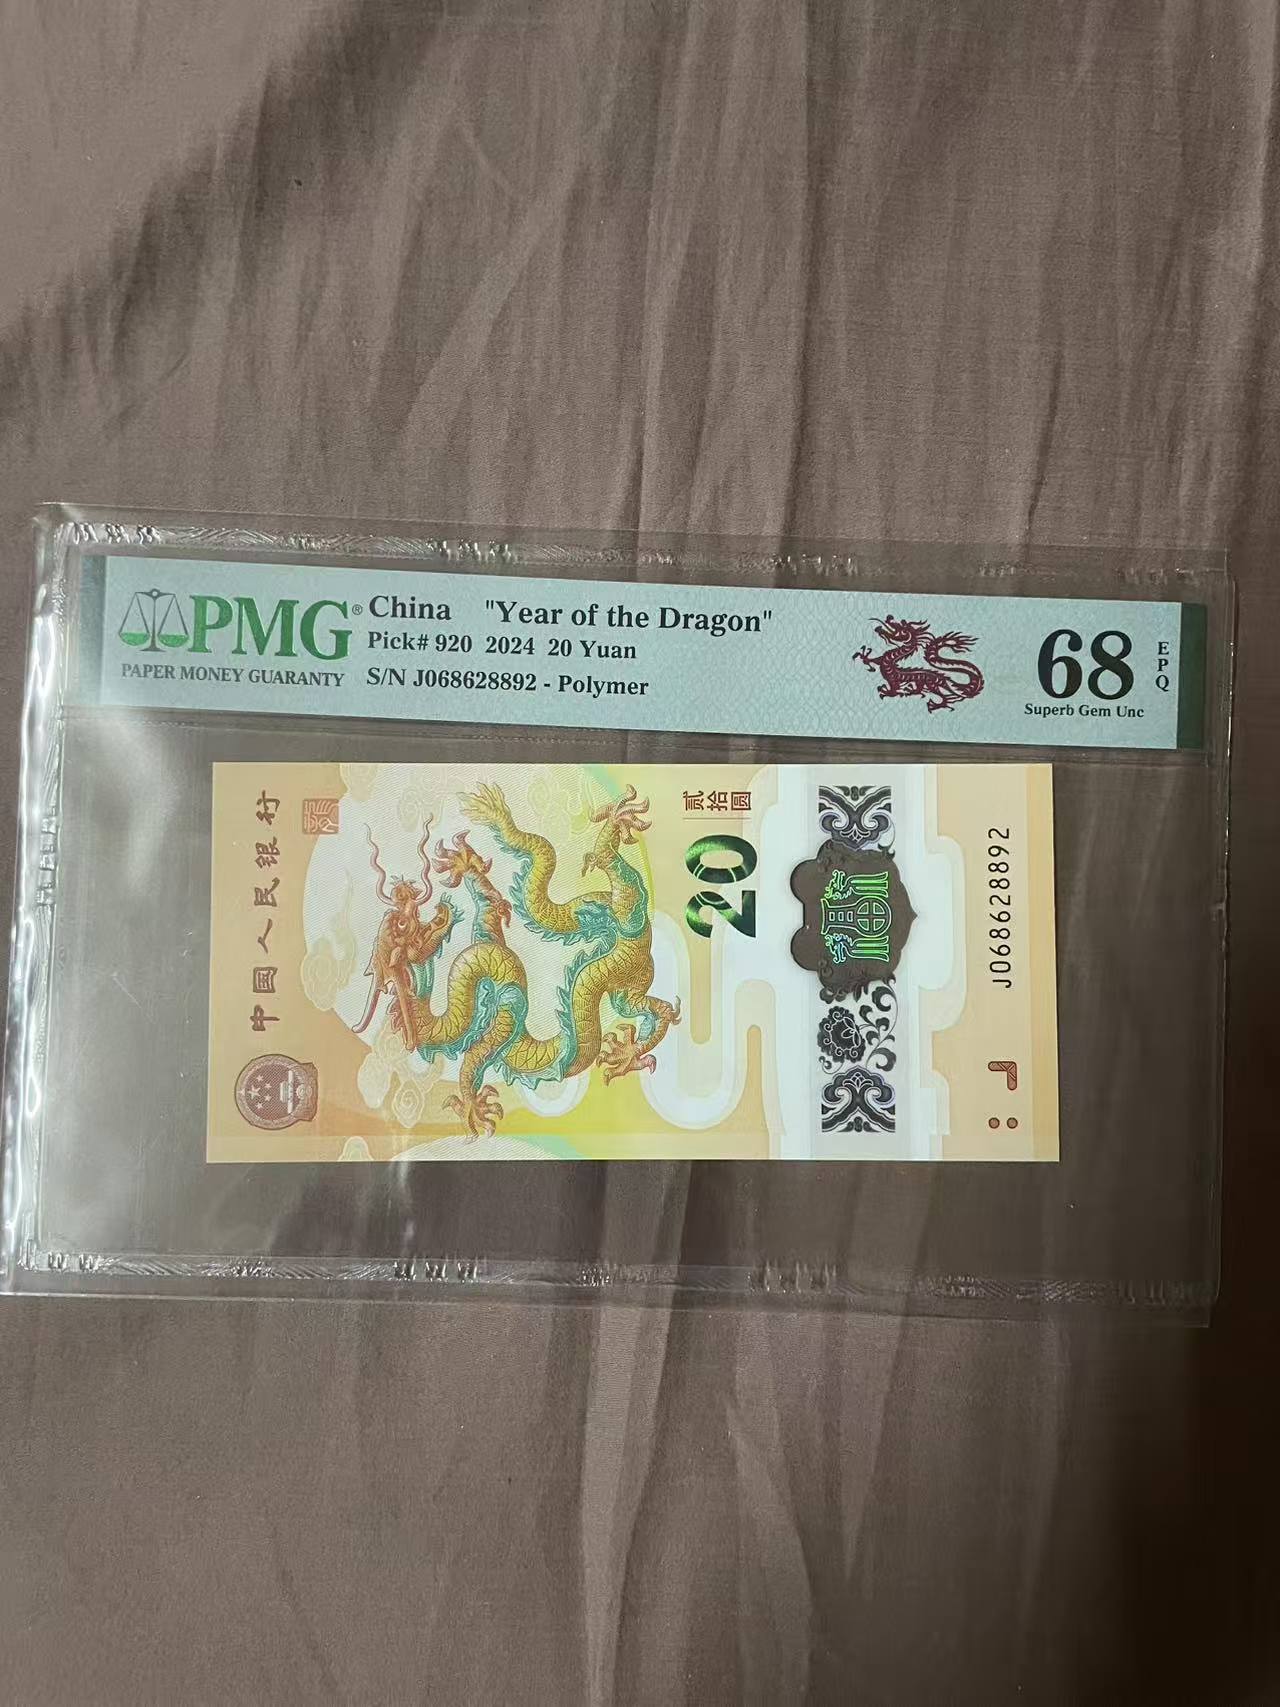 PMG®
PAPER MONEY GUARANTY
China "Year of the Dragon"
Pick# 920 2024 20 Yuan
S/N J068628892 - Polymer
68
EPQ
Superb Gem Unc
中国人民银行
贰拾圆
20
J068628892